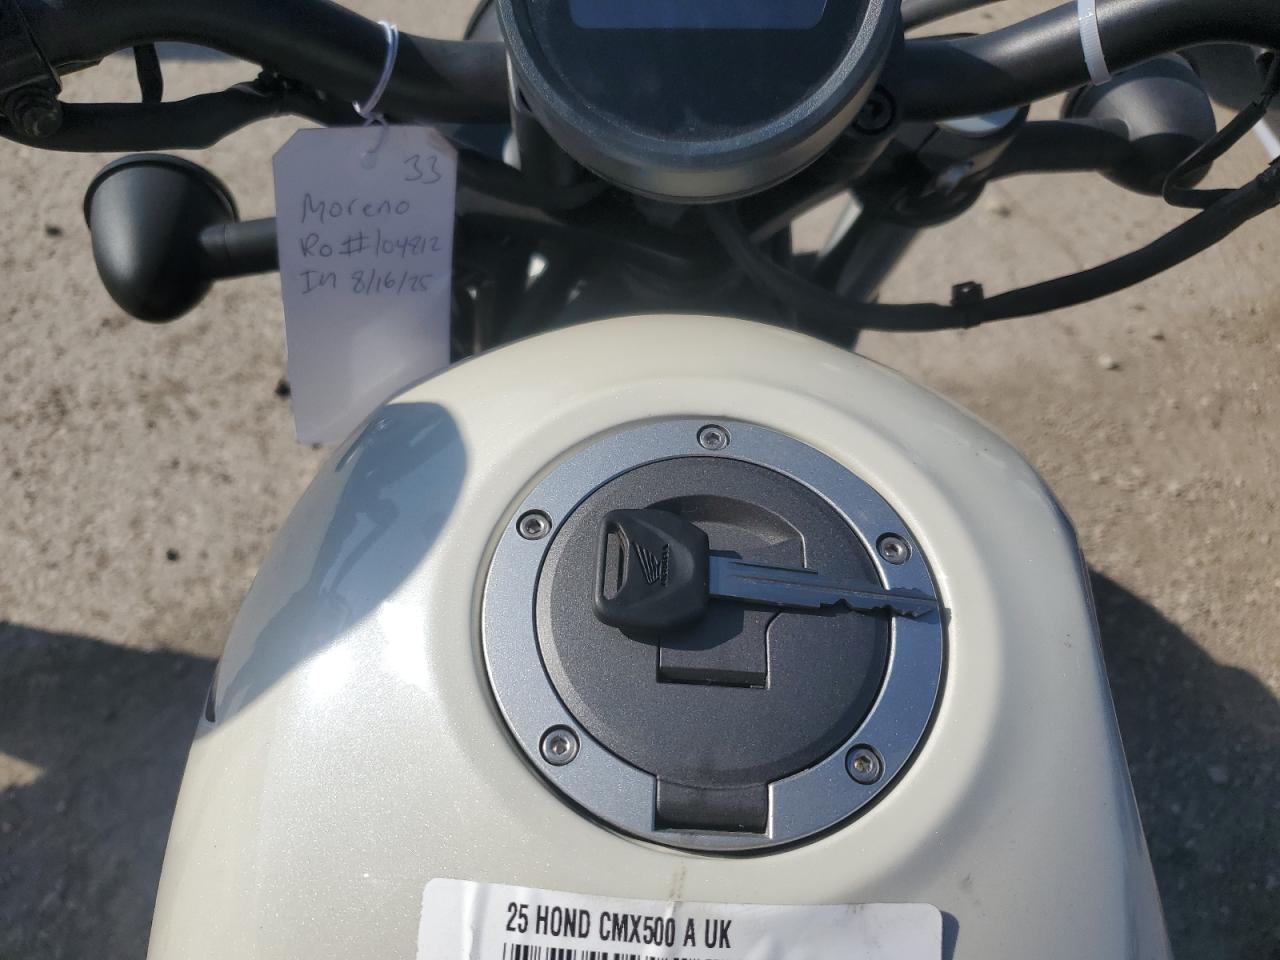 33
Moreno
Ro #104812
In 8/16/25
25 HOND CMX500 A UK